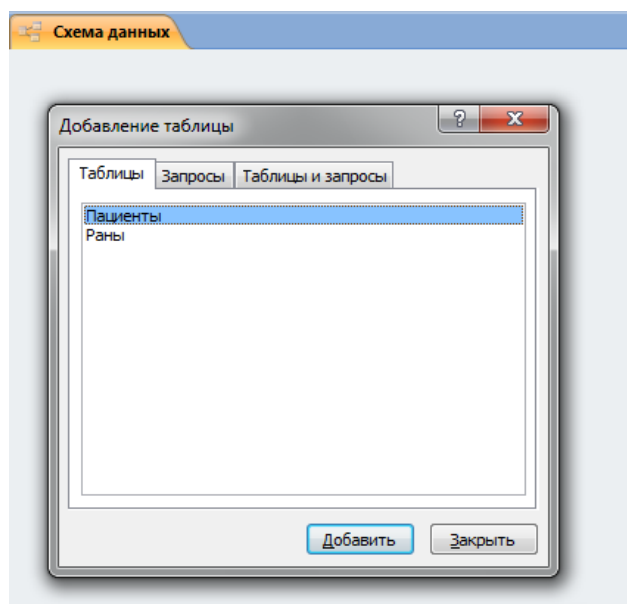 Схема данных
Добавление таблицы
?
Таблицы Запросы Таблицы и запросы
Пациенты
Раны
Добавить Закрыть